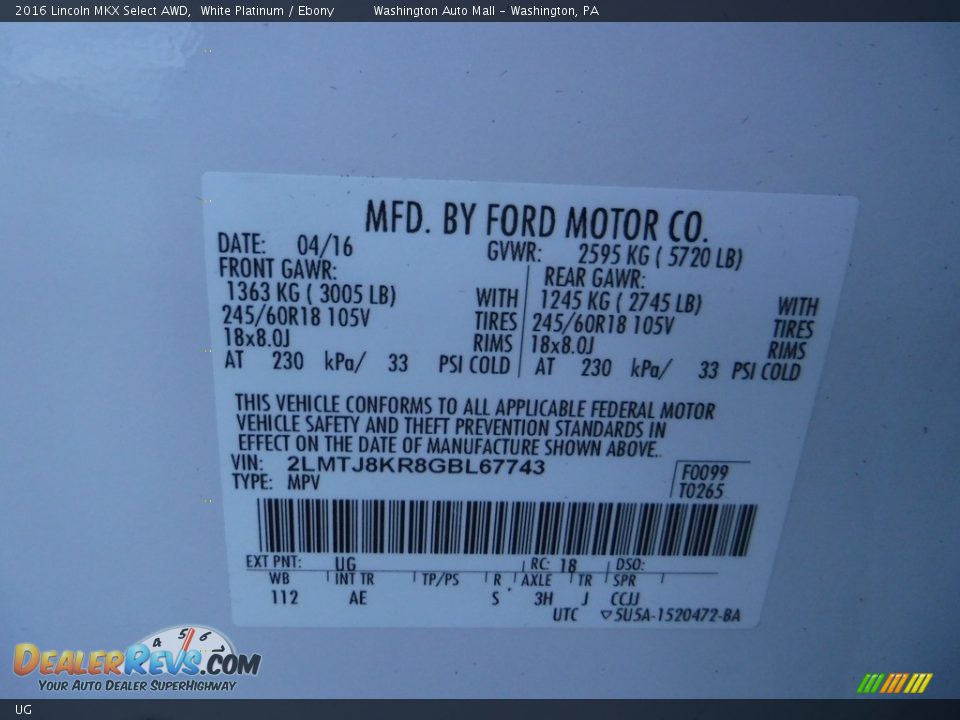 2016 Lincoln MKX Select AWD, White Platinum / Ebony Washington Auto Mall - Washington, PA
MFD. BY FORD MOTOR CO.
DATE: 04/16 GVWR: 2595 KG ( 5720 LB)
FRONT GAWR: REAR GAWR:
1363 KG ( 3005 LB) WITH 1245 KG ( 2745 LB) WITH
245/60R18 105V TIRES 245/60R18 105V TIRES
18x8.0J RIMS 18x8.0J RIMS
AT 230 kPa/ 33 PSI COLD AT 230 kPa/ 33 PSI COLD
THIS VEHICLE CONFORMS TO ALL APPLICABLE FEDERAL MOTOR
VEHICLE SAFETY AND THEFT PREVENTION STANDARDS IN
EFFECT ON THE DATE OF MANUFACTURE SHOWN ABOVE..
VIN: 2LMTJ8KR8GBL67743 F0099
TYPE: MPV T0265
EXT PNT: UG RC: 18 DSO:
WB INT TR TP/PS R AXLE TR SPR
112 AE S 3H J CCJJ
UTC ▽5U5A-1520472-BA
4 5 6
DEALERREVS.COM
YOUR AUTO DEALER SUPERHIGHWAY
UG